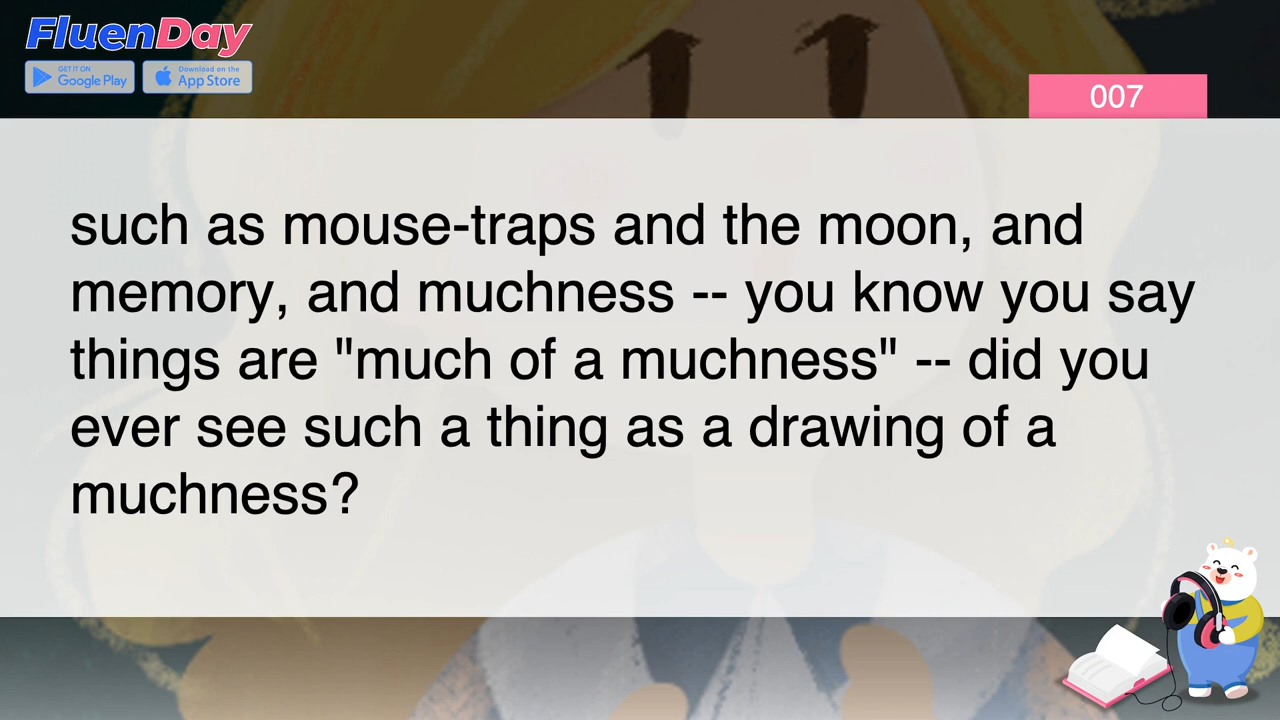 FluenDay
GET IT ON
Google Play
Download on the
App Store
007
such as mouse-traps and the moon, and
memory, and muchness -- you know you say
things are "much of a muchness" -- did you
ever see such a thing as a drawing of a
muchness?